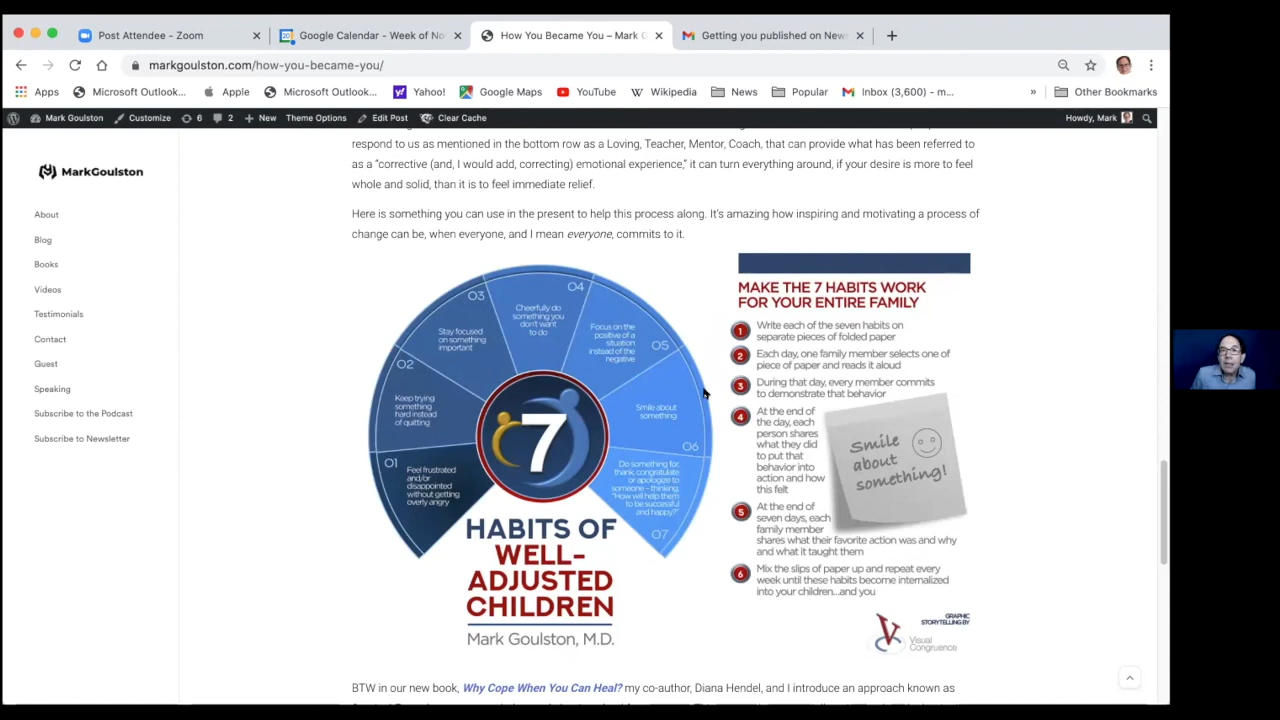 Post Attendee - Zoom
Google Calendar - Week of No
How You Became You – Mark G
Getting you published on News
markgoulston.com/how-you-became-you/
Apps
Microsoft Outlook...
Apple
Microsoft Outlook...
Yahoo!
Google Maps
YouTube
Wikipedia
News
Popular
Inbox (3,600) - m...
»
Other Bookmarks
Mark Goulston
Customize
6
2
New
Theme Options
Edit Post
Clear Cache
Howdy, Mark
MarkGoulston
About
Blog
Books
Videos
Testimonials
Contact
Guest
Speaking
Subscribe to the Podcast
Subscribe to Newsletter
respond to us as mentioned in the bottom row as a Loving, Teacher, Mentor, Coach, that can provide what has been referred to
as a “corrective (and, I would add, correcting) emotional experience,” it can turn everything around, if your desire is more to feel
whole and solid, than it is to feel immediate relief.
Here is something you can use in the present to help this process along. It’s amazing how inspiring and motivating a process of
change can be, when everyone, and I mean everyone, commits to it.
01
Feel frustrated
and/or
disappointed
without getting
overly angry
02
Keep trying
something
hard instead
of quitting
03
Stay focused
on something
important
04
Cheerfully do
something you
don't want
to do
05
Focus on the
positive of a
situation
instead of the
negative
06
Smile about
something
07
Do something for,
thank, congratulate
or apologize to
someone - thinking,
"How will help them
to be successful
and happy?"
7
HABITS OF
WELL-
ADJUSTED
CHILDREN
Mark Goulston, M.D.
MAKE THE 7 HABITS WORK
FOR YOUR ENTIRE FAMILY
1 Write each of the seven habits on
separate pieces of folded paper
2 Each day, one family member selects one of
piece of paper and reads it aloud
3 During that day, every member commits
to demonstrate that behavior
4 At the end of
the day, each
person shares
what they did
to put that
behavior into
action and how
this felt
5 At the end of
seven days, each
family member
shares what their favorite action was and why
and what it taught them
6 Mix the slips of paper up and repeat every
week until these habits become internalized
into your children...and you
Smile
about
something!
GRAPHIC
STORYTELLING BY
Visual
Congruence
BTW in our new book, Why Cope When You Can Heal? my co-author, Diana Hendel, and I introduce an approach known as